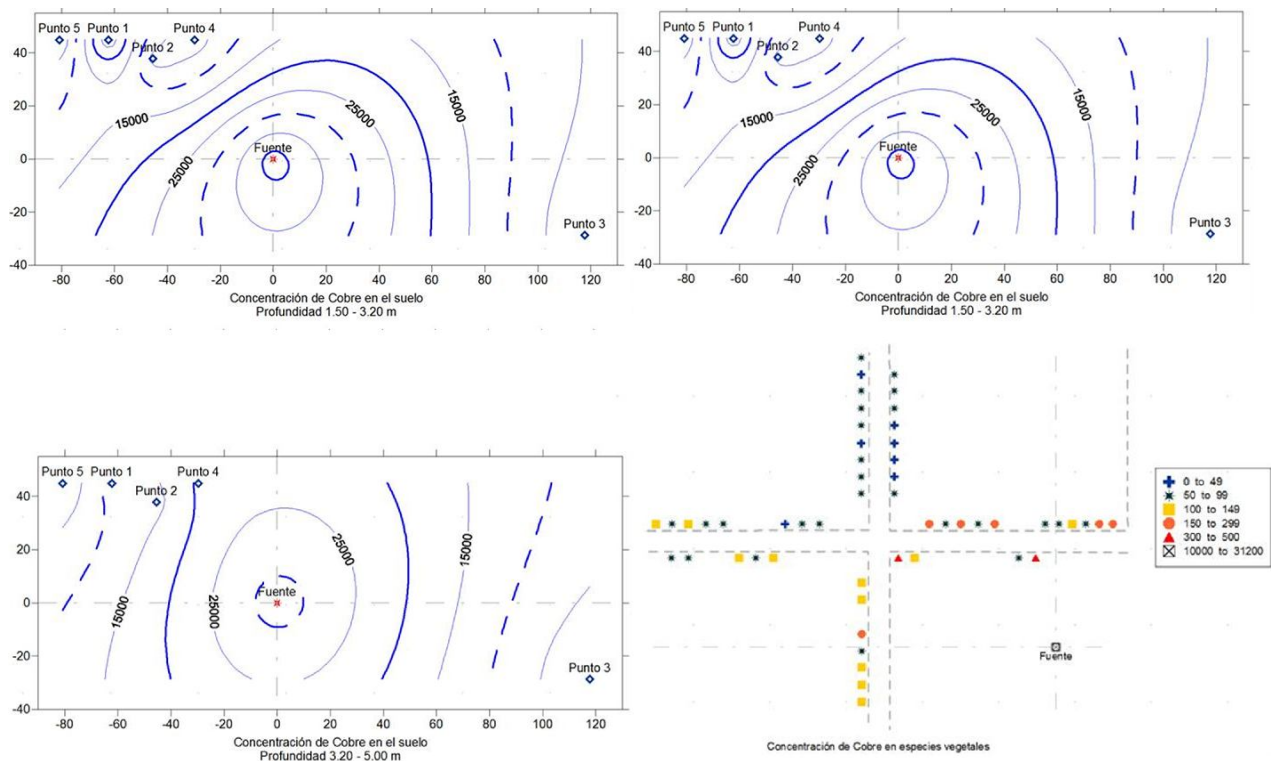 Punto 5 Punto 1 Punto 4
Punto 2
40
20
0
-20
-40
15000
25000
25000
15000
Fuente
Punto 3
-80 -60 -40 -20 0 20 40 60 80 100 120
Concentración de Cobre en el suelo
Profundidad 1.50 - 3.20 m
Punto 5 Punto 1 Punto 4
Punto 2
40
20
0
-20
-40
15000
25000
25000
15000
Fuente
Punto 3
-80 -60 -40 -20 0 20 40 60 80 100 120
Concentración de Cobre en el suelo
Profundidad 1.50 - 3.20 m
Punto 5 Punto 1 Punto 4
Punto 2
40
20
0
-20
-40
15000
25000
25000
15000
Fuente
Punto 3
-80 -60 -40 -20 0 20 40 60 80 100 120
Concentración de Cobre en el suelo
Profundidad 3.20 - 5.00 m
0 to 49
50 to 99
100 to 149
150 to 299
300 to 500
10000 to 31200
Fuente
Concentración de Cobre en especies vegetales